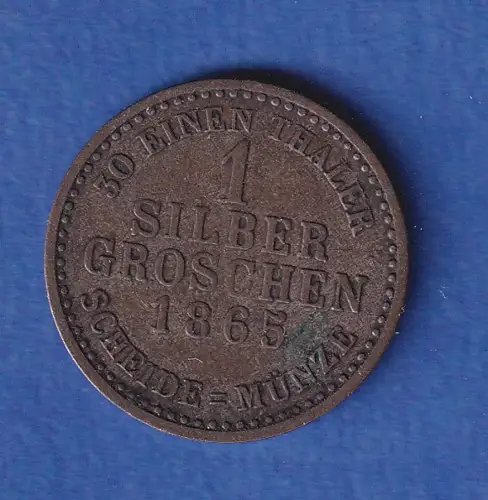 30 EINEN THALER
1
SILBER
GROSCHEN
1865
SCHEIDE=MÜNZE